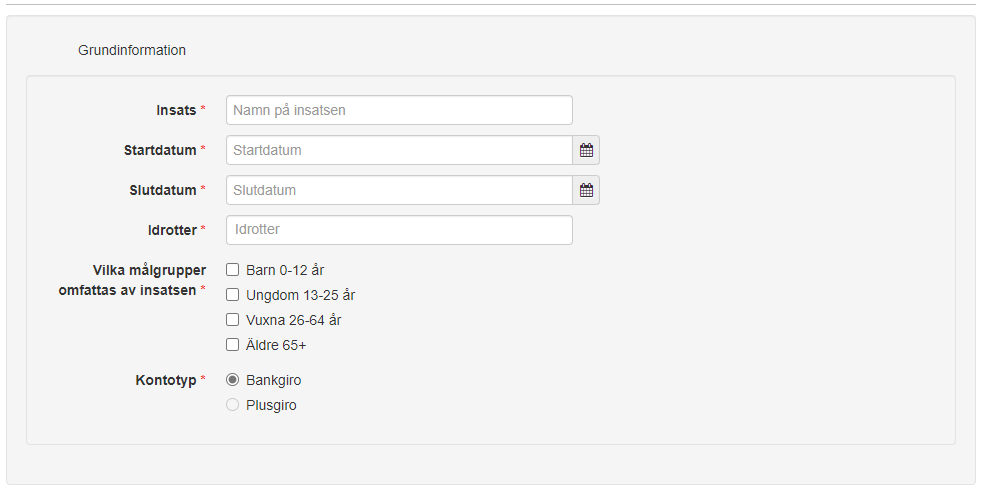 Grundinformation
Insats * Namn på insatsen
Startdatum * Startdatum
Slutdatum * Slutdatum
Idrotter * Idrotter
Vilka målgrupper
omfattas av insatsen *
Barn 0-12 år
Ungdom 13-25 år
Vuxna 26-64 år
Äldre 65+
Kontotyp * Bankgiro
Plusgiro